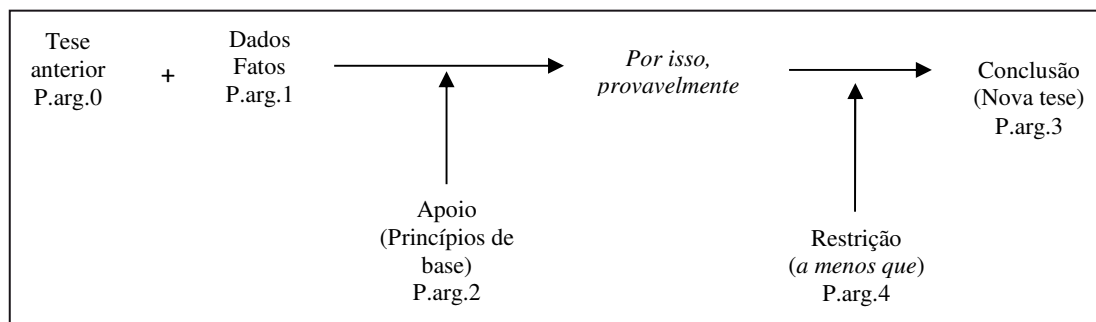 Tese
anterior
P.arg.0
+
Dados
Fatos
P.arg.1
Por isso,
provavelmente
Conclusão
(Nova tese)
P.arg.3
Apoio
(Princípios de
base)
P.arg.2
Restrição
(a menos que)
P.arg.4